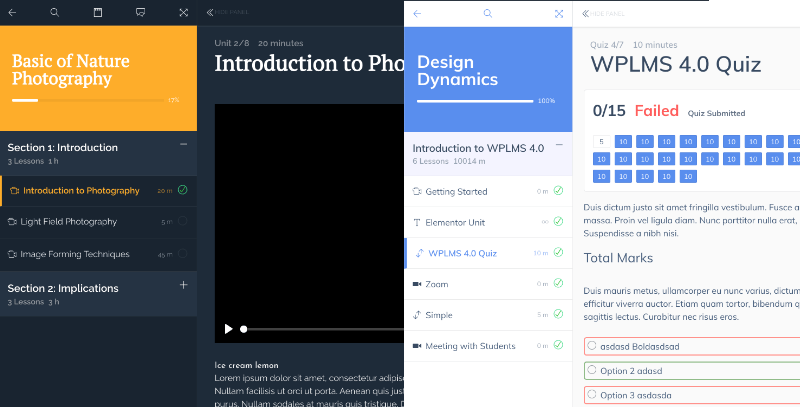 HIDE PANEL
Basic of Nature
Photography
17%
Section 1: Introduction
3 Lessons 1 h
Introduction to Photography 20 m
Light Field Photography 5 m
Image Forming Techniques 45 m
Section 2: Implications
3 Lessons 3 h
Unit 2/8 20 minutes
Introduction to Pho
Ice cream lemon
Lorem ipsum dolor sit amet, consectetur adipisc
Nullam facilisis ut orci ut porta. Aenean quis just
purus. Nullam sodales at mauris quis tristique. D
HIDE PANEL
Design
Dynamics
100%
Introduction to WPLMS 4.0
6 Lessons 10014 m
Getting Started 0 m
Elementor Unit ∞
WPLMS 4.0 Quiz 10 m
Zoom 0 m
Simple 5 m
Meeting with Students 0 m
Quiz 4/7 10 minutes
WPLMS 4.0 Quiz
0/15 Failed Quiz Submitted
5 10 10 10 10 10 10 10 10 10
10 10 10 10 10 10 10 10 10 10
10 10 10 10 10
Duis dictum justo sit amet fringilla vestibulum. Fusce a
massa. Proin vel ligula diam. Nunc porttitor nulla erat,
Suspendisse a nibh nisi.
Total Marks
Duis mauris metus, ullamcorper eu nunc varius, dictum
efficitur viverra auctor. Etiam quam tortor, bibendum q
sagittis lectus. Curabitur nec risus eros.
asdasd Boldasdsad
Option 2 adasd
Option 3 asdasda